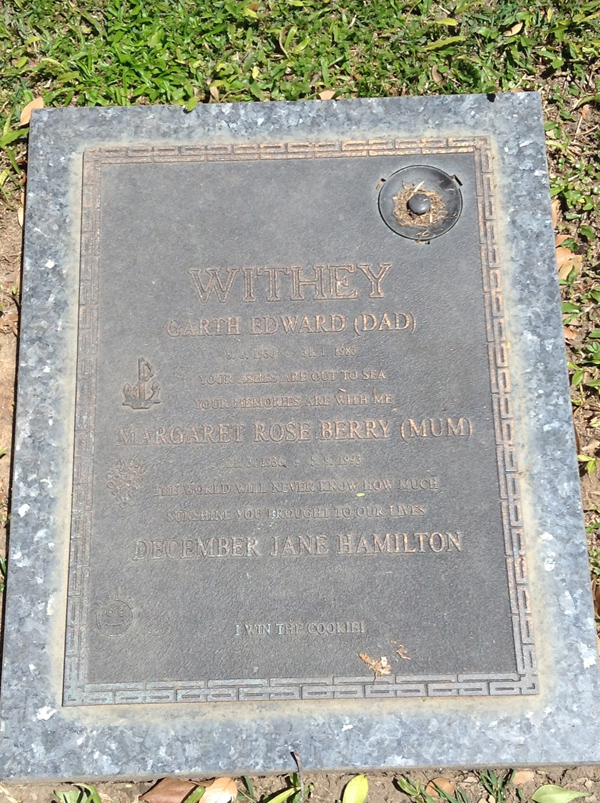 WITHEY
GARTH EDWARD (DAD)
1986
YOUR ASHES ARE OUT TO SEA
YOUR MEMORIES ARE WITH ME
MARGARET ROSE BERRY (MUM)
1993
THE WORLD WILL NEVER KNOW HOW MUCH
SUNSHINE YOU BROUGHT TO OUR LIVES
DECEMBER JANE HAMILTON
I WIN THE COOKIE!